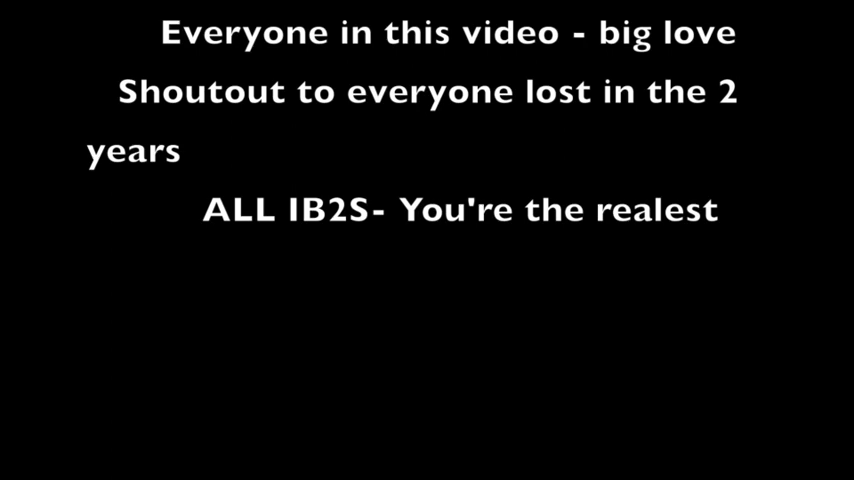 Everyone in this video - big love
Shoutout to everyone lost in the 2
years
ALL IB2S- You're the realest